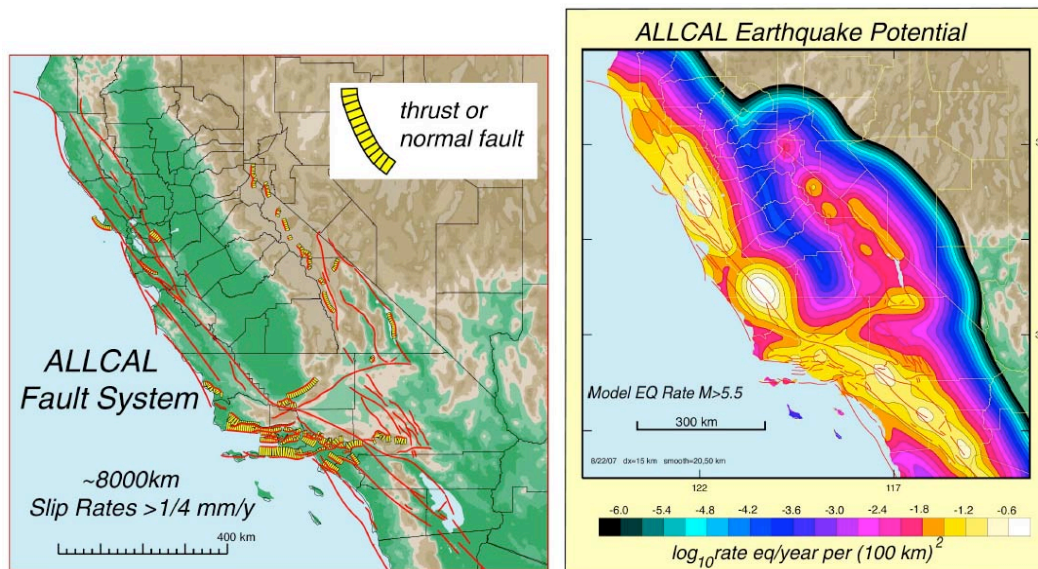 thrust or
normal fault
ALLCAL
Fault System
~8000km
Slip Rates >1/4 mm/y
400 km
ALLCAL Earthquake Potential
Model EQ Rate M>5.5
300 km
8/22/07 dx=15 km smooth=20,50 km
122 117
-6.0 -5.4 -4.8 -4.2 -3.6 -3.0 -2.4 -1.8 -1.2 -0.6
log10rate eq/year per (100 km)2